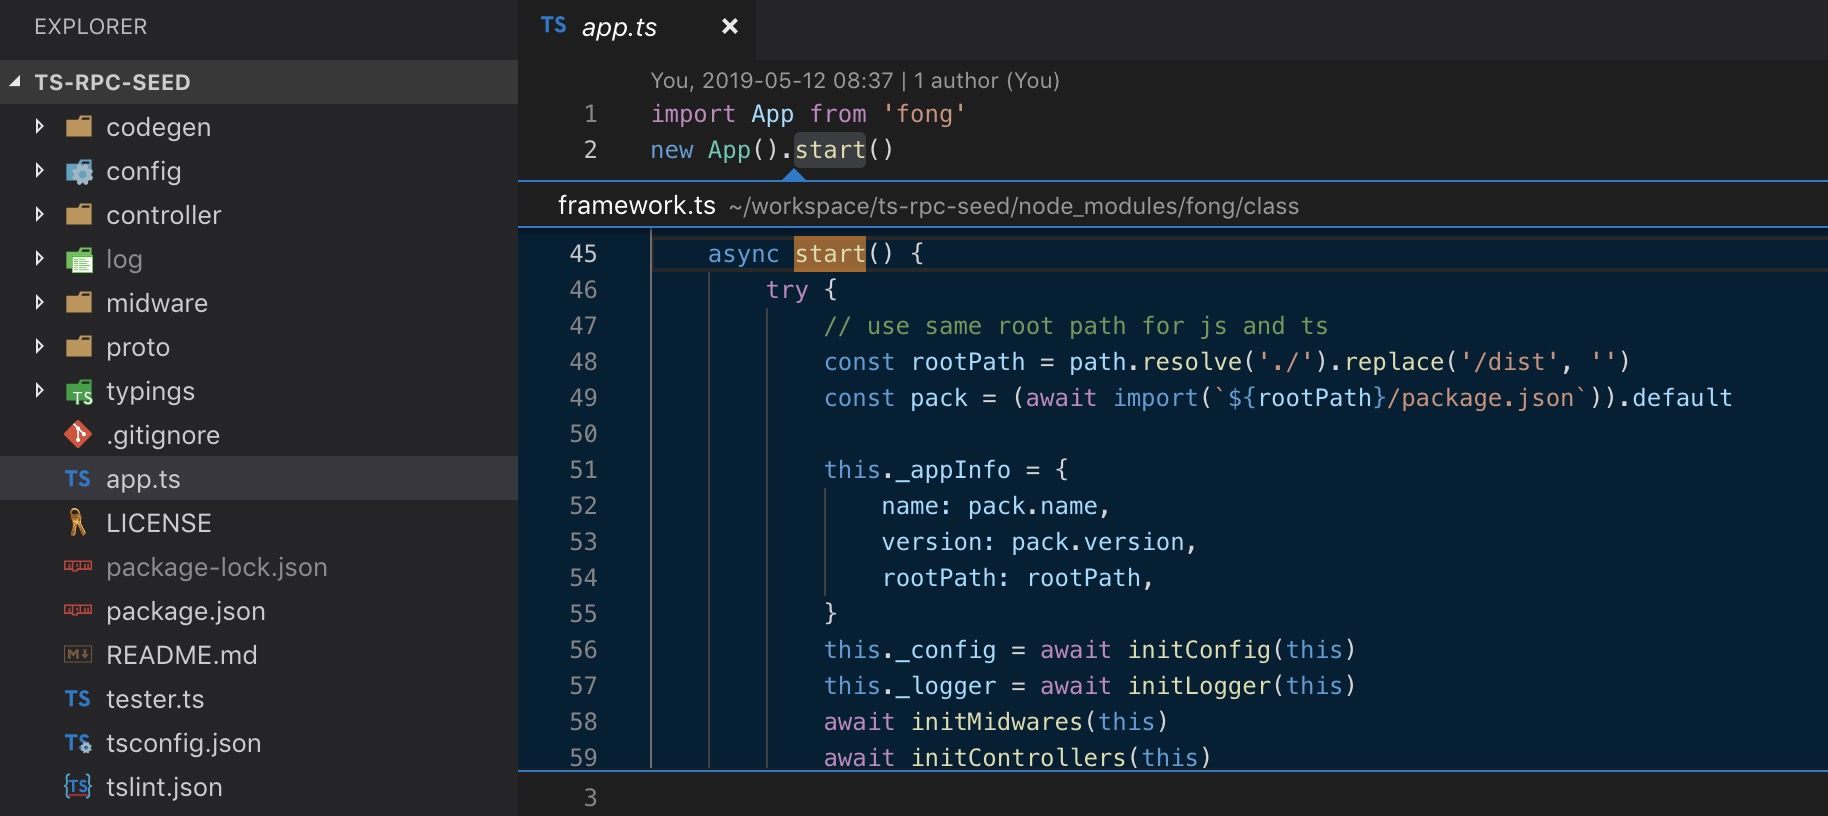 EXPLORER
TS-RPC-SEED
codegen
config
controller
log
midware
proto
TS typings
.gitignore
TS app.ts
LICENSE
package-lock.json
package.json
M README.md
TS tester.ts
TS tsconfig.json
{TS} tslint.json
TS app.ts ×
You, 2019-05-12 08:37 | 1 author (You)
1 import App from 'fong'
2 new App().start()
framework.ts ~/workspace/ts-rpc-seed/node_modules/fong/class
45 async start() {
46 try {
47 // use same root path for js and ts
48 const rootPath = path.resolve('./').replace('/dist', '')
49 const pack = (await import(`${rootPath}/package.json`)).default
50
51 this._appInfo = {
52 name: pack.name,
53 version: pack.version,
54 rootPath: rootPath,
55 }
56 this._config = await initConfig(this)
57 this._logger = await initLogger(this)
58 await initMidwares(this)
59 await initControllers(this)
3